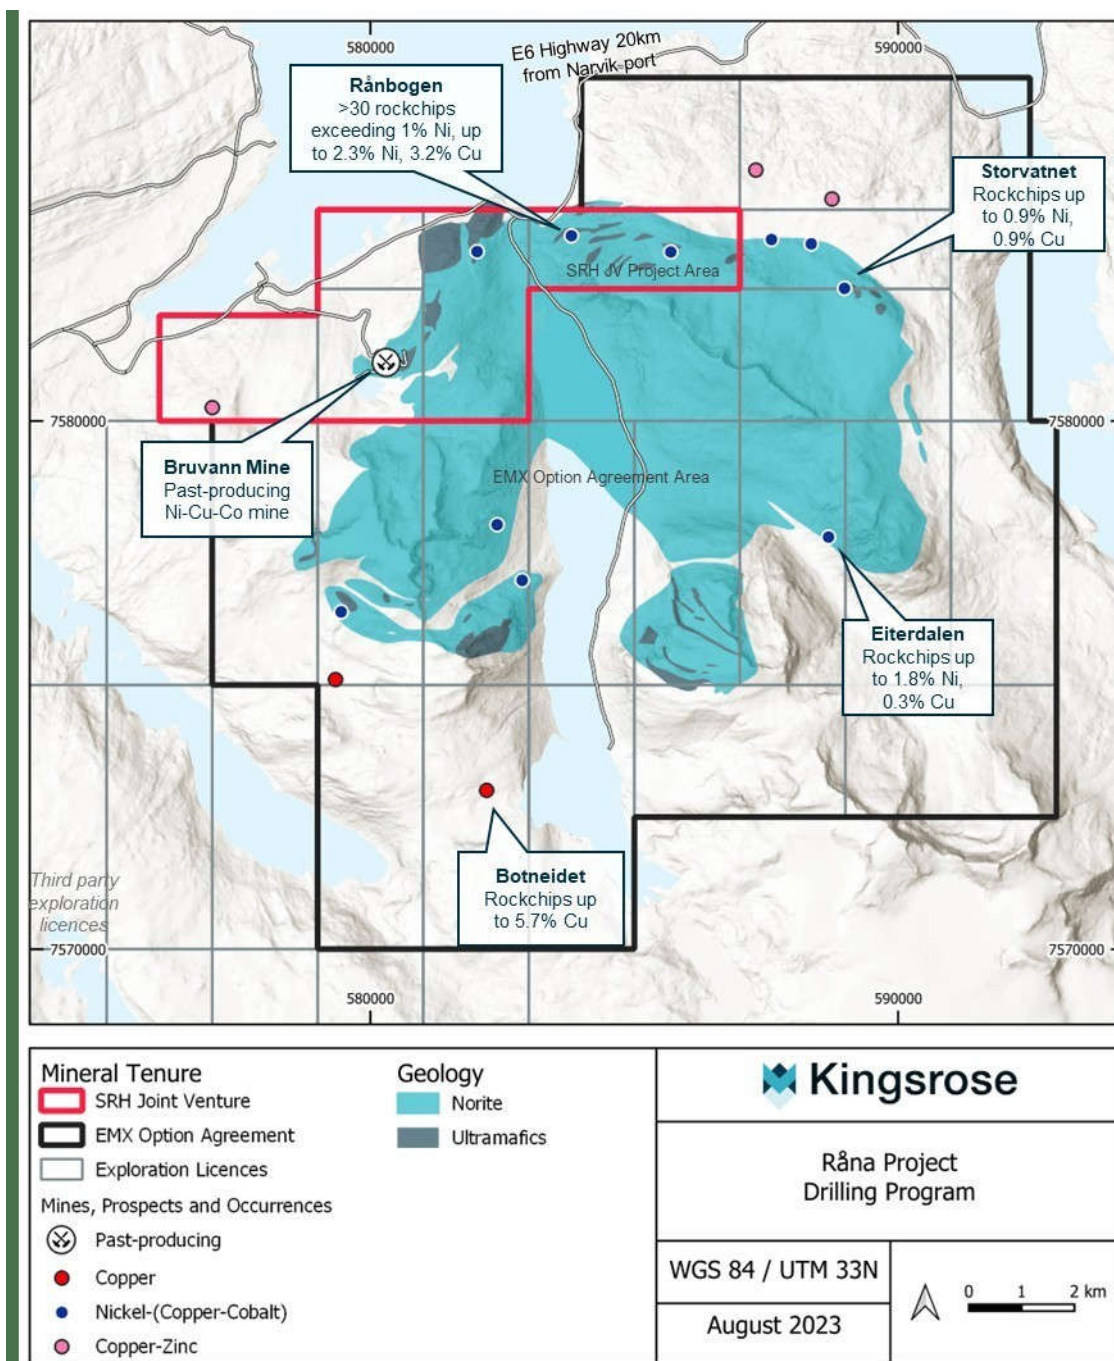 580000
590000
E6 Highway 20km
from Narvik port
Rånbogen
>30 rockchips
exceeding 1% Ni, up
to 2.3% Ni, 3.2% Cu
Storvatnet
Rockchips up
to 0.9% Ni,
0.9% Cu
SRH JV Project Area
7580000
7580000
Bruvann Mine
Past-producing
Ni-Cu-Co mine
EMX Option Agreement Area
Eiterdalen
Rockchips up
to 1.8% Ni,
0.3% Cu
Botneidet
Rockchips up
to 5.7% Cu
Third party
exploration
licences
7570000
7570000
580000
590000
Mineral Tenure
SRH Joint Venture
EMX Option Agreement
Exploration Licences
Mines, Prospects and Occurrences
Past-producing
Copper
Nickel-(Copper-Cobalt)
Copper-Zinc
Geology
Norite
Ultramafics
Kingsrose
Råna Project
Drilling Program
WGS 84 / UTM 33N
August 2023
0 1 2 km